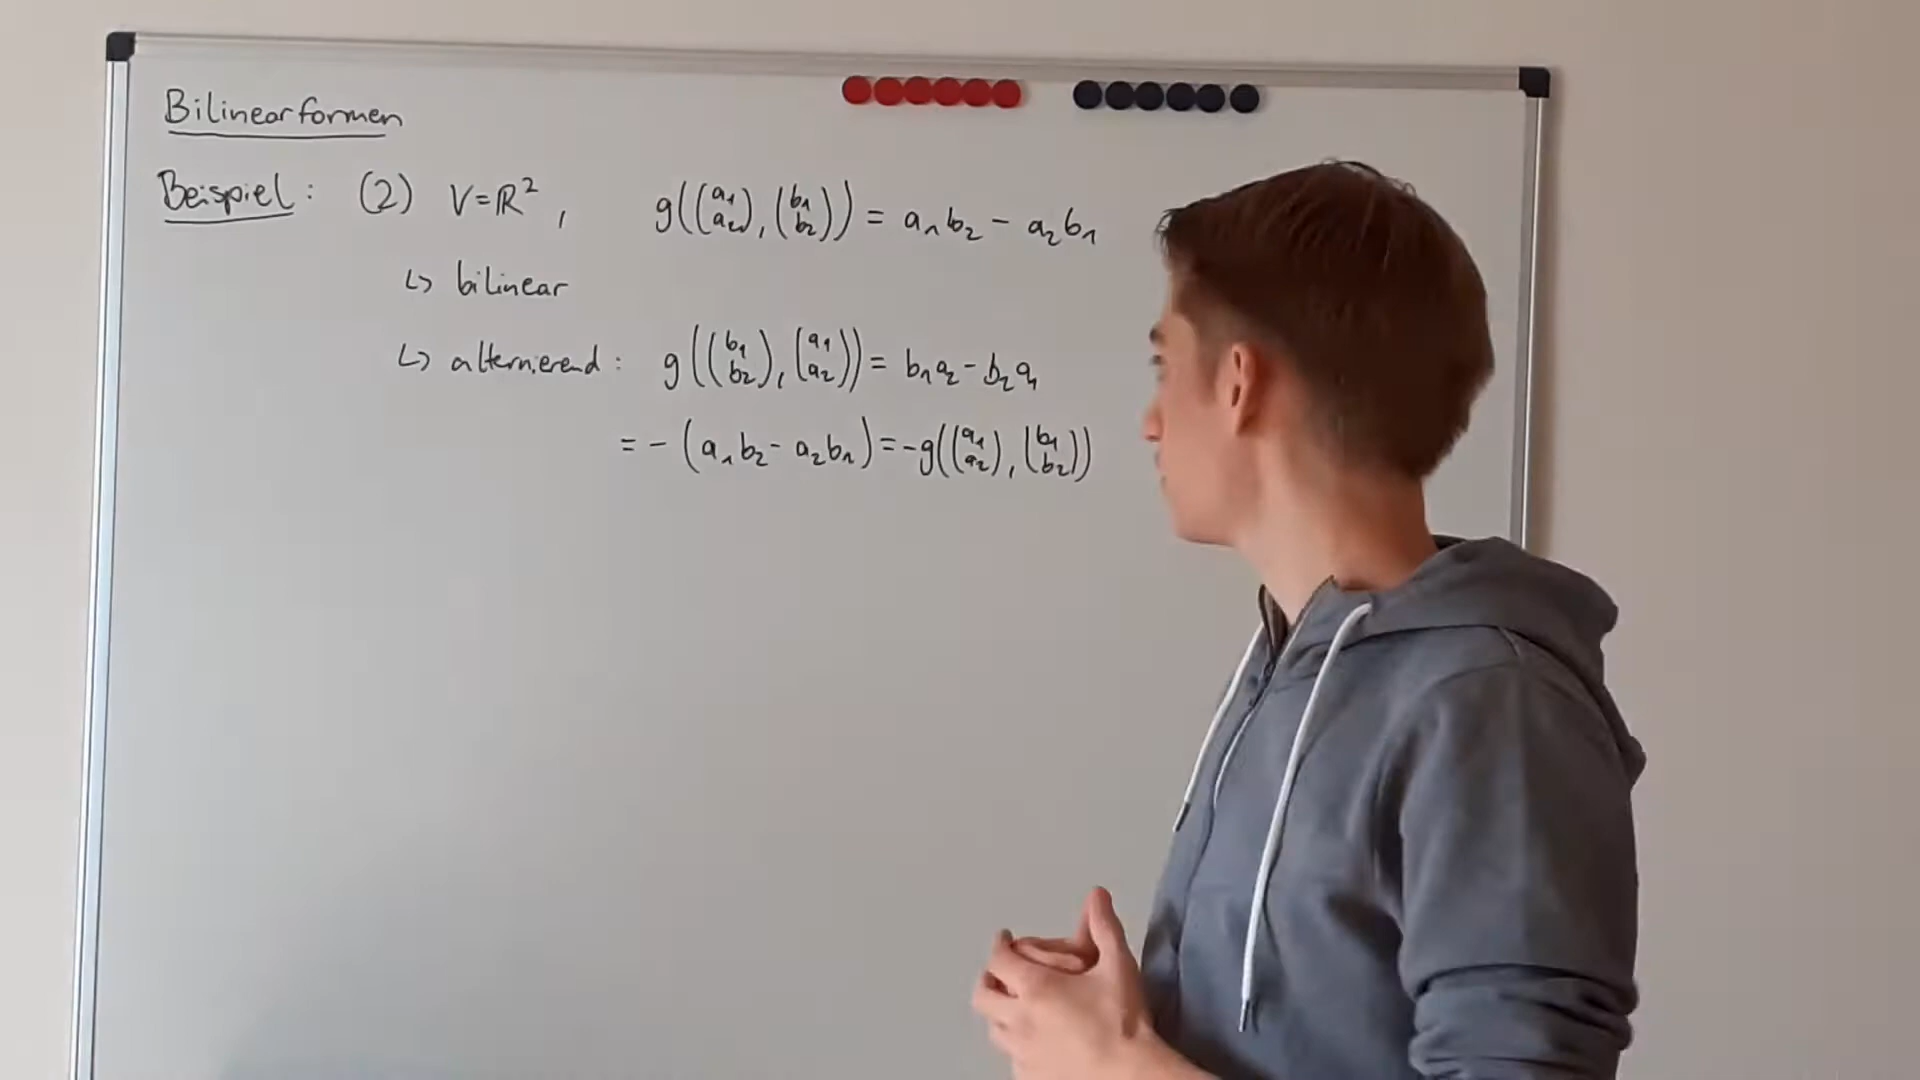 Bilinearformen
Beispiel: (2) V=ℝ², g((a₁ a₂), (b₁ b₂)) = a₁b₂ - a₂b₁
↳ bilinear
↳ alternierend: g((b₁ b₂), (a₁ a₂)) = b₁a₂ - b₂a₁
= - (a₁b₂ - a₂b₁) = -g((a₁ a₂), (b₁ b₂))